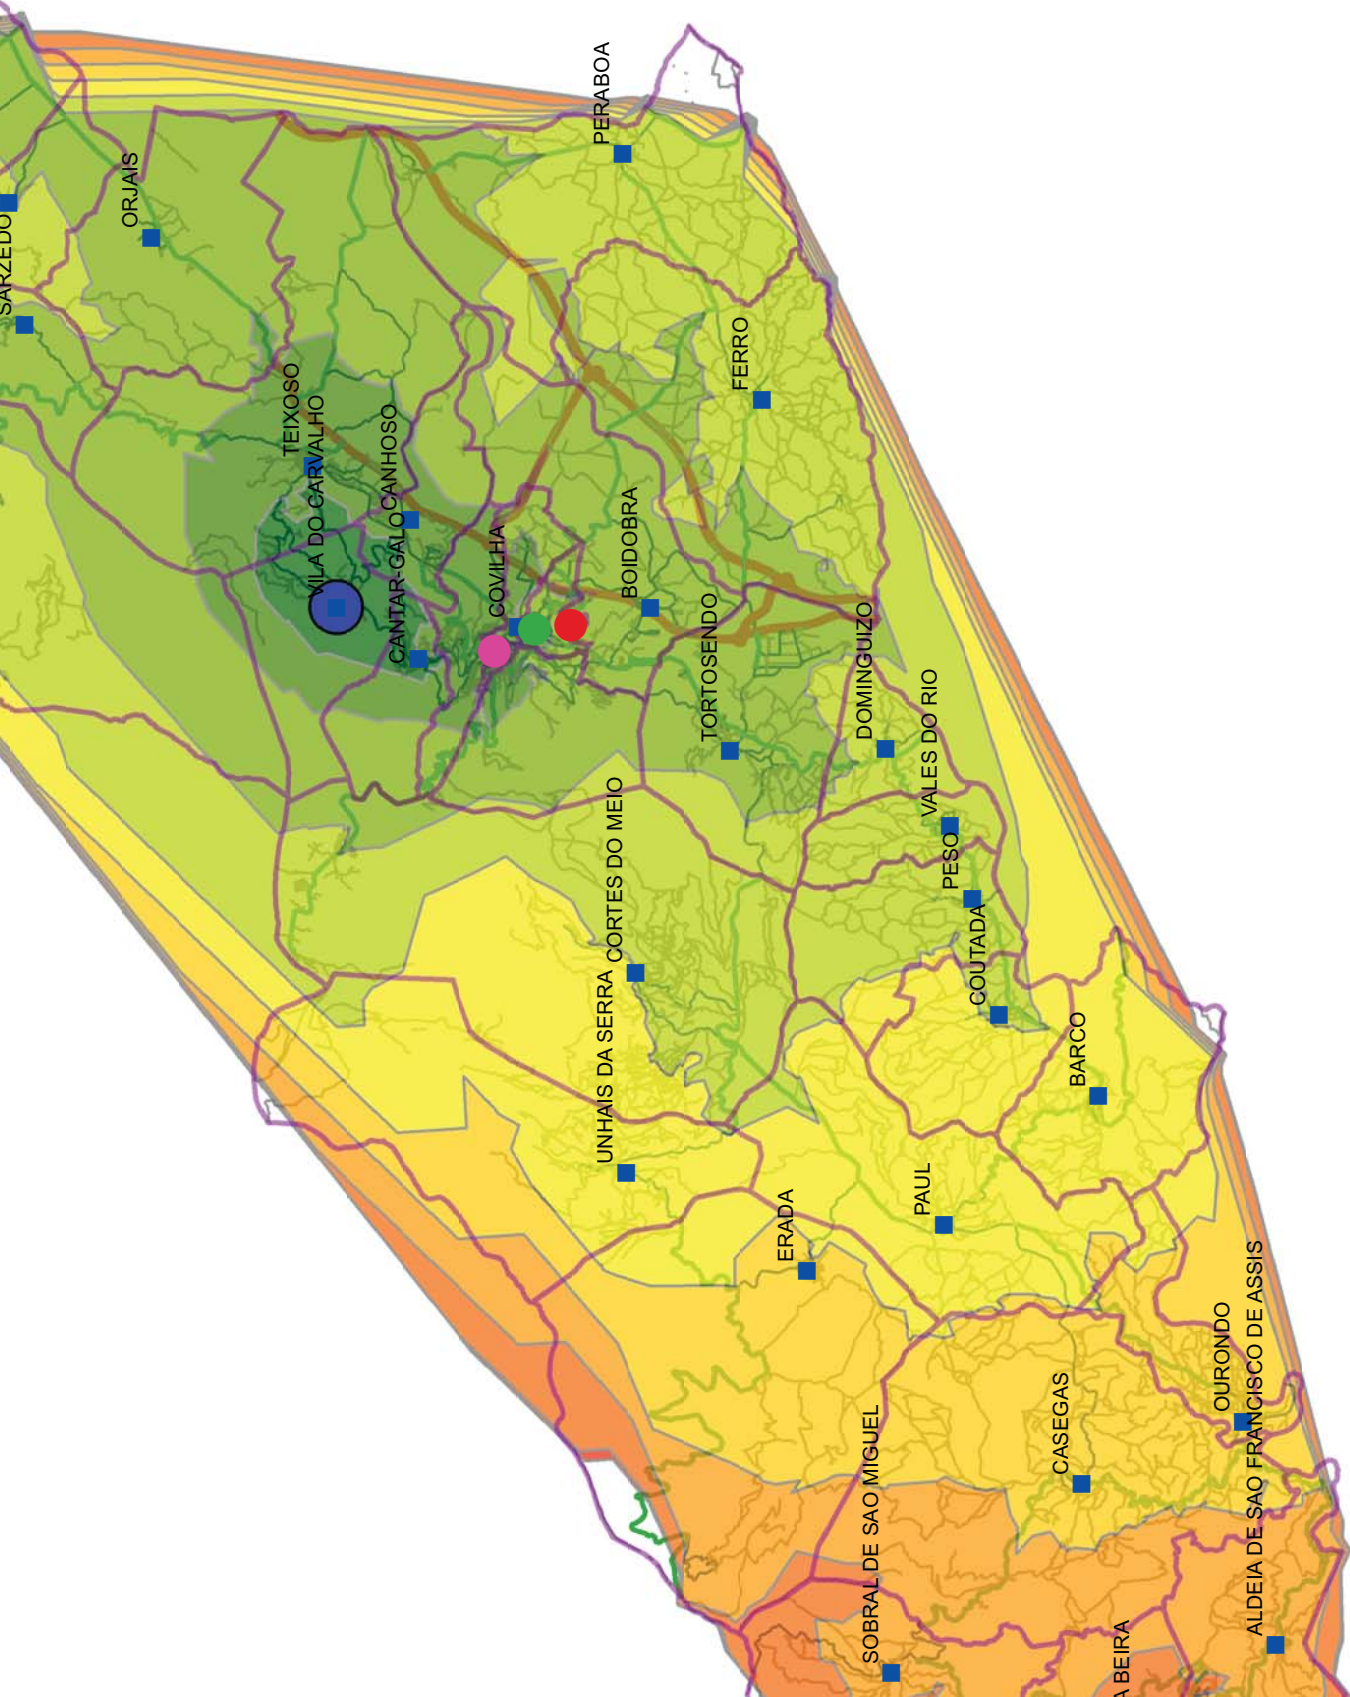 SARZEDO
ORJAIS
PERABOA
TEIXOSO
VILA DO CARVALHO
CANHOSO
CANTAR-GALO
COVILHA
BOIDOBRA
FERRO
TORTOSENDO
DOMINGUIZO
VALES DO RIO
PESO
COUTADA
CORTES DO MEIO
UNHAIS DA SERRA
BARCO
ERADA
PAUL
OURONDO
CASEGAS
ALDEIA DE SAO FRANCISCO DE ASSIS
SOBRAL DE SAO MIGUEL
A BEIRA